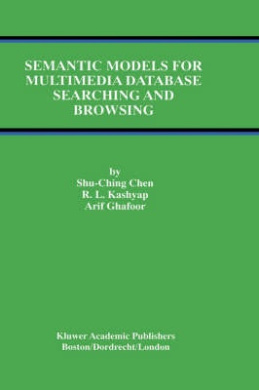 SEMANTIC MODELS FOR
MULTIMEDIA DATABASE
SEARCHING AND
BROWSING
by
Shu-Ching Chen
R. L. Kashyap
Arif Ghafoor
Kluwer Academic Publishers
Boston/Dordrecht/London